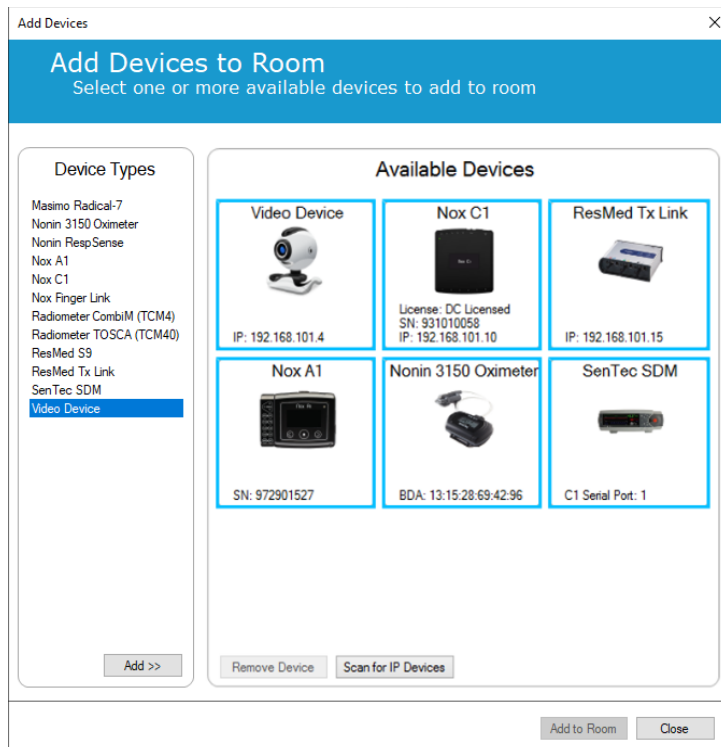 Add Devices
Add Devices to Room
Select one or more available devices to add to room
Device Types
Masimo Radical-7
Nonin 3150 Oximeter
Nonin RespSense
Nox A1
Nox C1
Nox Finger Link
Radiometer CombiM (TCM4)
Radiometer TOSCA (TCM40)
ResMed S9
ResMed Tx Link
SenTec SDM
Video Device
Add >>
Available Devices
Video Device
IP: 192.168.101.4
Nox C1
License: DC Licensed
SN: 931010058
IP: 192.168.101.10
ResMed Tx Link
IP: 192.168.101.15
Nox A1
SN: 972901527
Nonin 3150 Oximeter
BDA: 13:15:28:69:42:96
SenTec SDM
C1 Serial Port: 1
Remove Device
Scan for IP Devices
Add to Room
Close